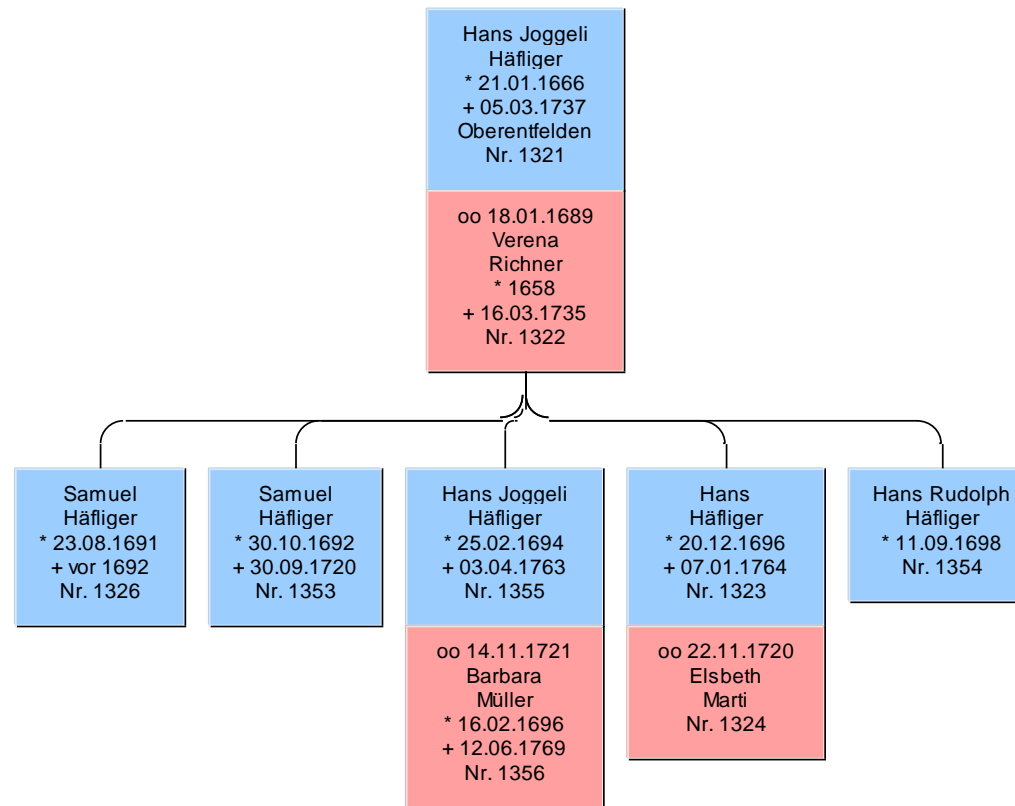 Hans Joggeli
Häfliger
* 21.01.1666
+ 05.03.1737
Oberentfelden
Nr. 1321
oo 18.01.1689
Verena
Richner
* 1658
+ 16.03.1735
Nr. 1322
Samuel
Häfliger
* 23.08.1691
+ vor 1692
Nr. 1326
Samuel
Häfliger
* 30.10.1692
+ 30.09.1720
Nr. 1353
Hans Joggeli
Häfliger
* 25.02.1694
+ 03.04.1763
Nr. 1355
oo 14.11.1721
Barbara
Müller
* 16.02.1696
+ 12.06.1769
Nr. 1356
Hans
Häfliger
* 20.12.1696
+ 07.01.1764
Nr. 1323
oo 22.11.1720
Elsbeth
Marti
Nr. 1324
Hans Rudolph
Häfliger
* 11.09.1698
Nr. 1354